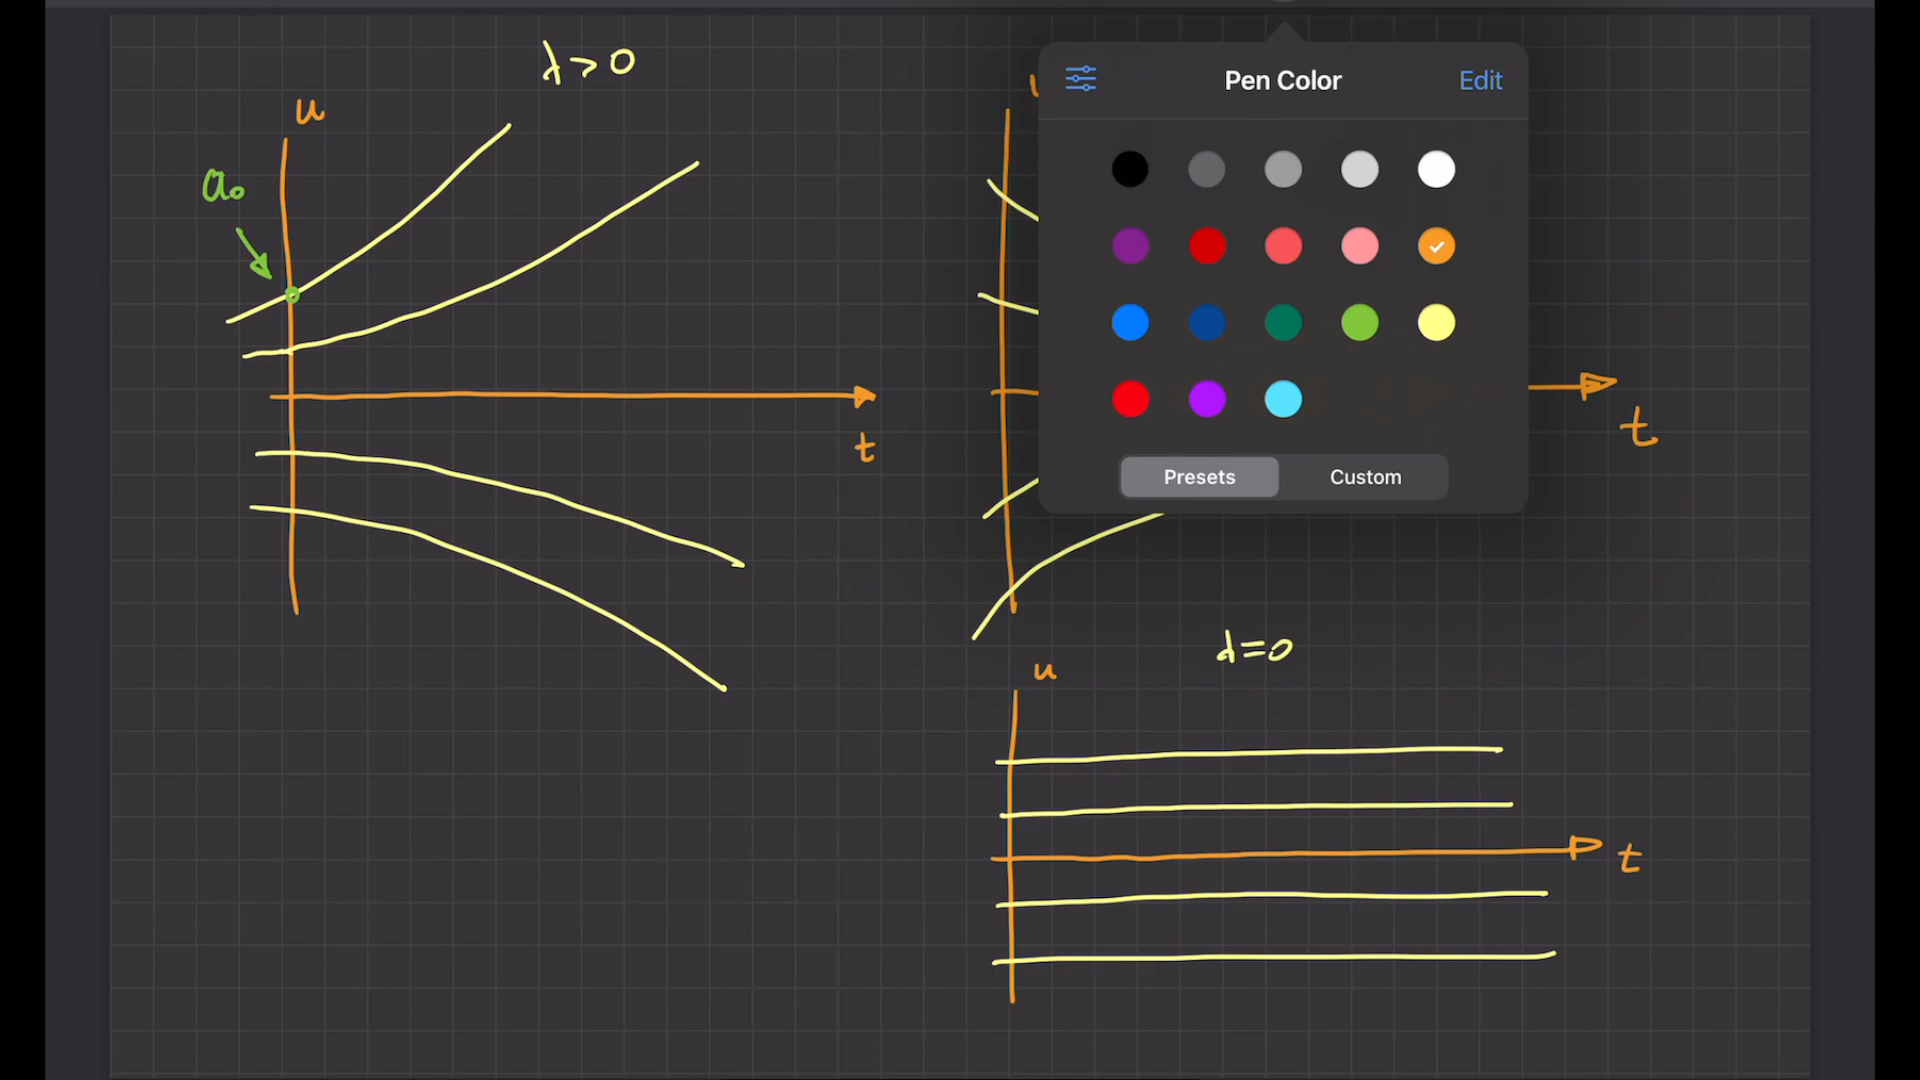 λ>0
u
a₀
t
u
Pen Color
Edit
Presets
Custom
t
λ=0
u
t